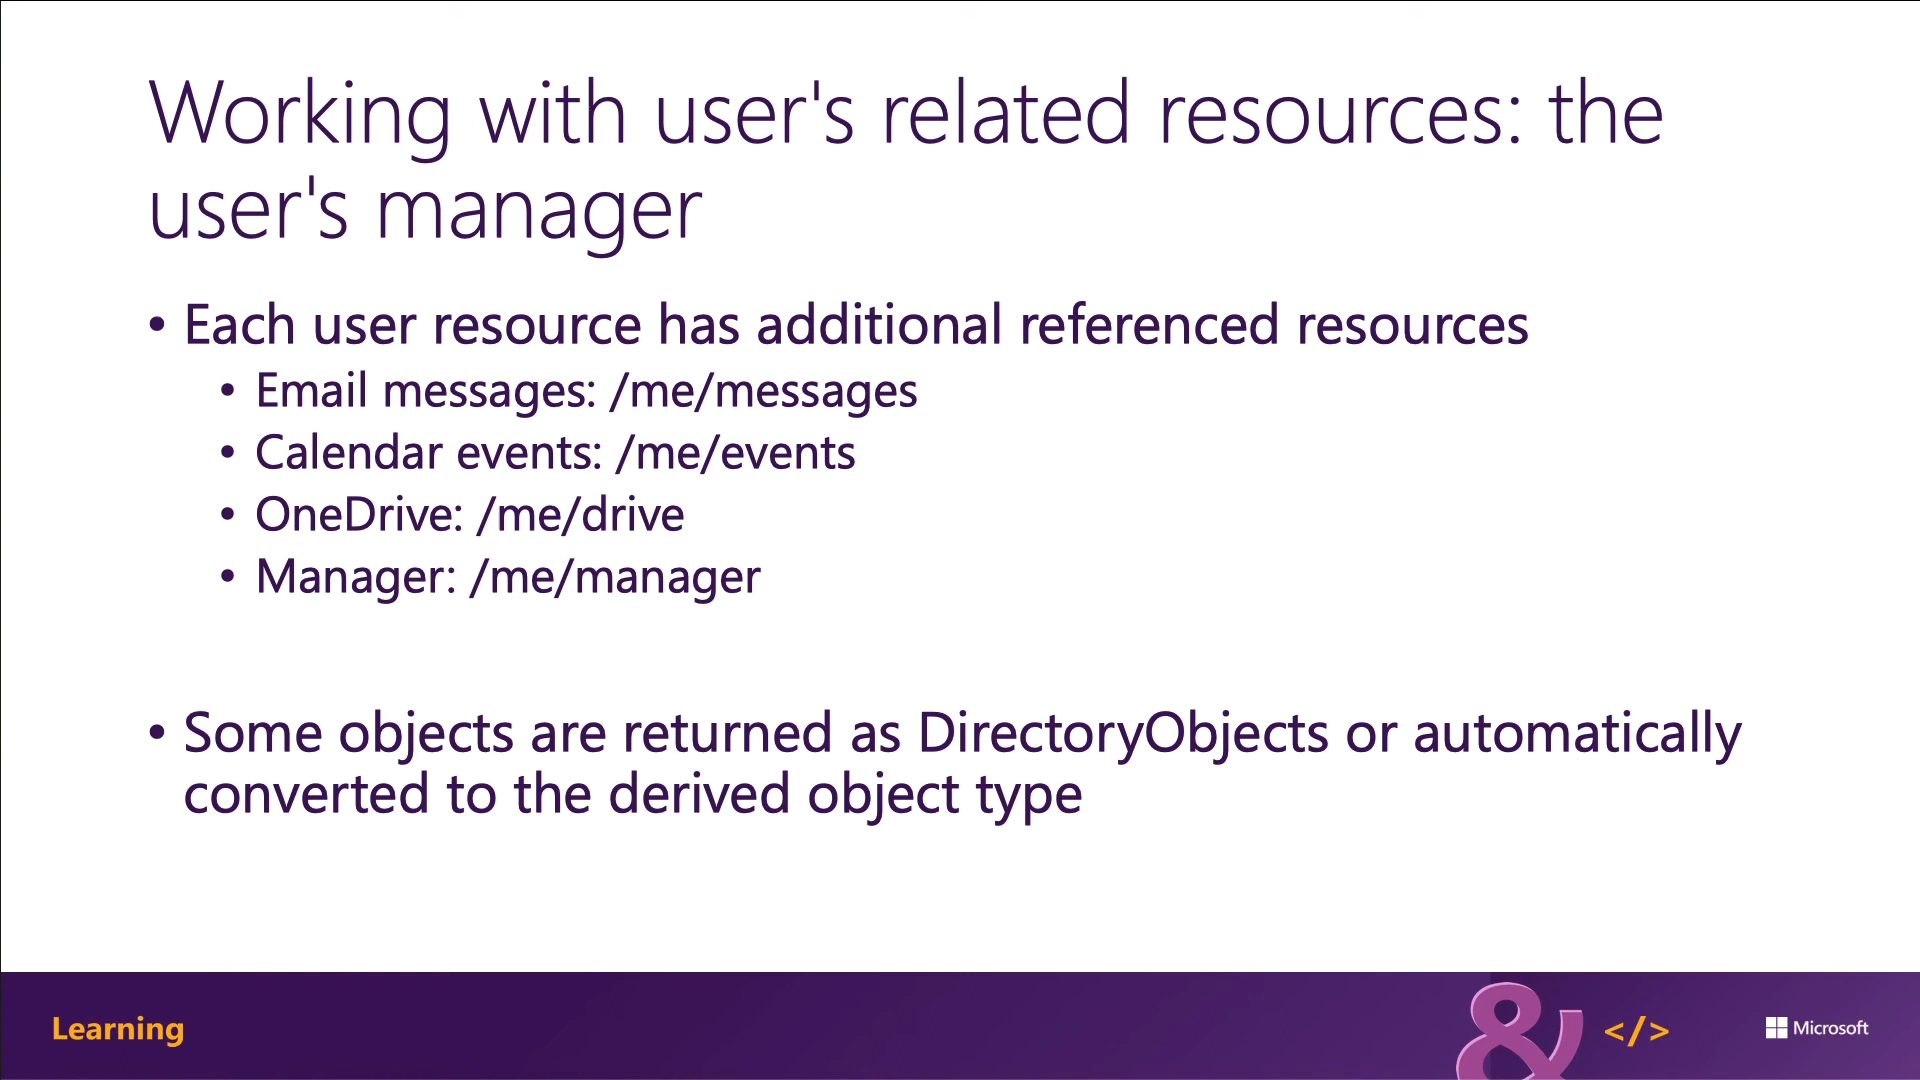 Working with user's related resources: the
user's manager
• Each user resource has additional referenced resources
• Email messages: /me/messages
• Calendar events: /me/events
• OneDrive: /me/drive
• Manager: /me/manager
• Some objects are returned as DirectoryObjects or automatically
converted to the derived object type
Learning
& </>
Microsoft